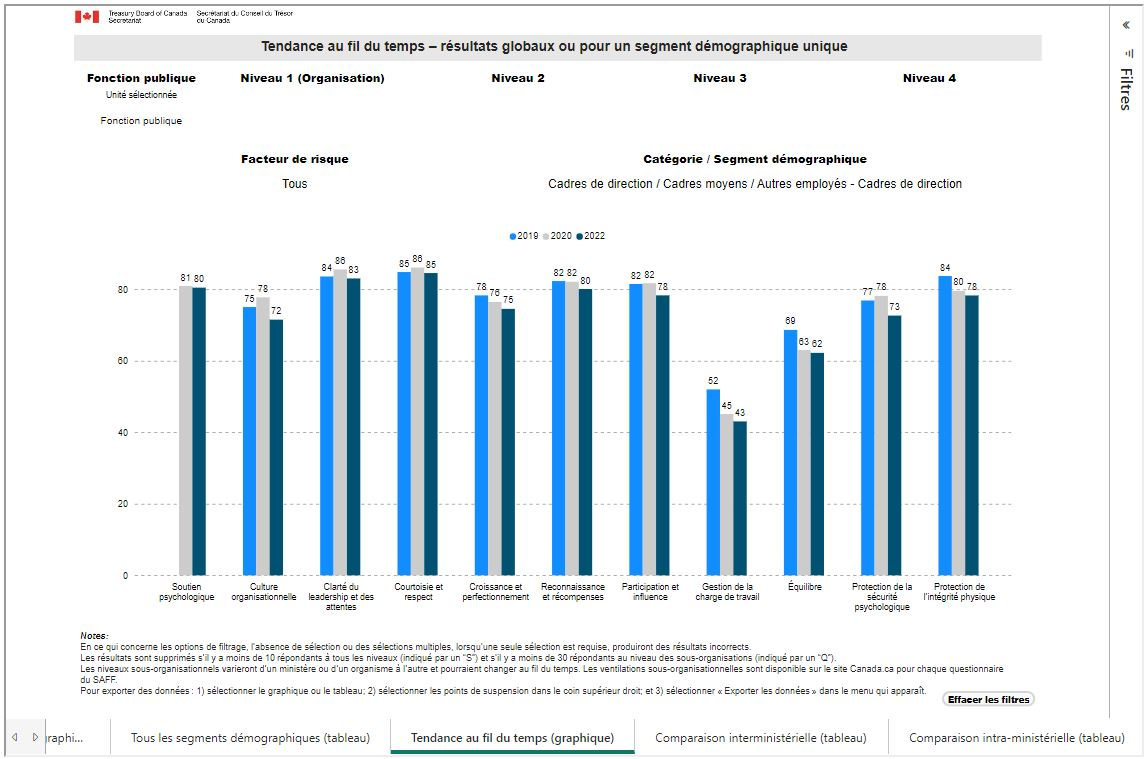 Treasury Board of Canada Secrétariat du Conseil du Trésor
Secretariat du Canada
Tendance au fil du temps – résultats globaux ou pour un segment démographique unique
Fonction publique Niveau 1 (Organisation) Niveau 2 Niveau 3 Niveau 4
Unité sélectionnée
Fonction publique
Facteur de risque Catégorie / Segment démographique
Tous Cadres de direction / Cadres moyens / Autres employés - Cadres de direction
2019 2020 2022
81 80
75 78 72
84 86 83
85 86 85
78 76 75
82 82 80
82 82 78
52 45 43
69 63 62
77 78 73
84 80 78
80
60
40
20
0
Soutien
psychologique
Culture
organisationnelle
Clarté du
leadership et des
attentes
Courtoisie et
respect
Croissance et
perfectionnement
Reconnaissance
et récompenses
Participation et
influence
Gestion de la
charge de travail
Équilibre
Protection de la
sécurité
psychologique
Protection de
l'intégrité physique
Notes:
En ce qui concerne les options de filtrage, l'absence de sélection ou des sélections multiples, lorsqu'une seule sélection est requise, produiront des résultats incorrects.
Les résultats sont supprimés s'il y a moins de 10 répondants à tous les niveaux (indiqué par un "S") et s'il y a moins de 30 répondants au niveau des sous-organisations (indiqué par un "Q").
Les niveaux sous-organisationnels varieront d'un ministère ou d'un organisme à l'autre et pourraient changer au fil du temps. Les ventilations sous-organisationnelles sont disponible sur le site Canada.ca pour chaque questionnaire
du SAFF.
Pour exporter des données : 1) sélectionner le graphique ou le tableau; 2) sélectionner les points de suspension dans le coin supérieur droit; et 3) sélectionner « Exporter les données » dans le menu qui apparaît.
Effacer les filtres
Filtres
raphi... Tous les segments démographiques (tableau) Tendance au fil du temps (graphique) Comparaison interministérielle (tableau) Comparaison intra-ministérielle (tableau)